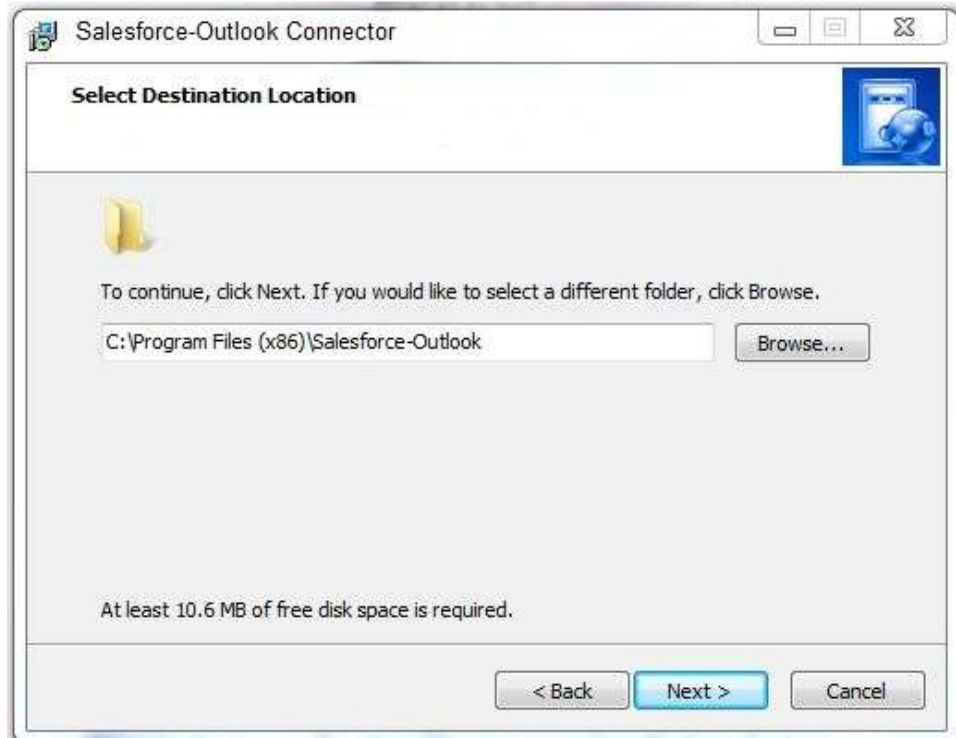 Salesforce-Outlook Connector
Select Destination Location
To continue, click Next. If you would like to select a different folder, click Browse.
C:\Program Files (x86)\Salesforce-Outlook
Browse...
At least 10.6 MB of free disk space is required.
< Back
Next >
Cancel